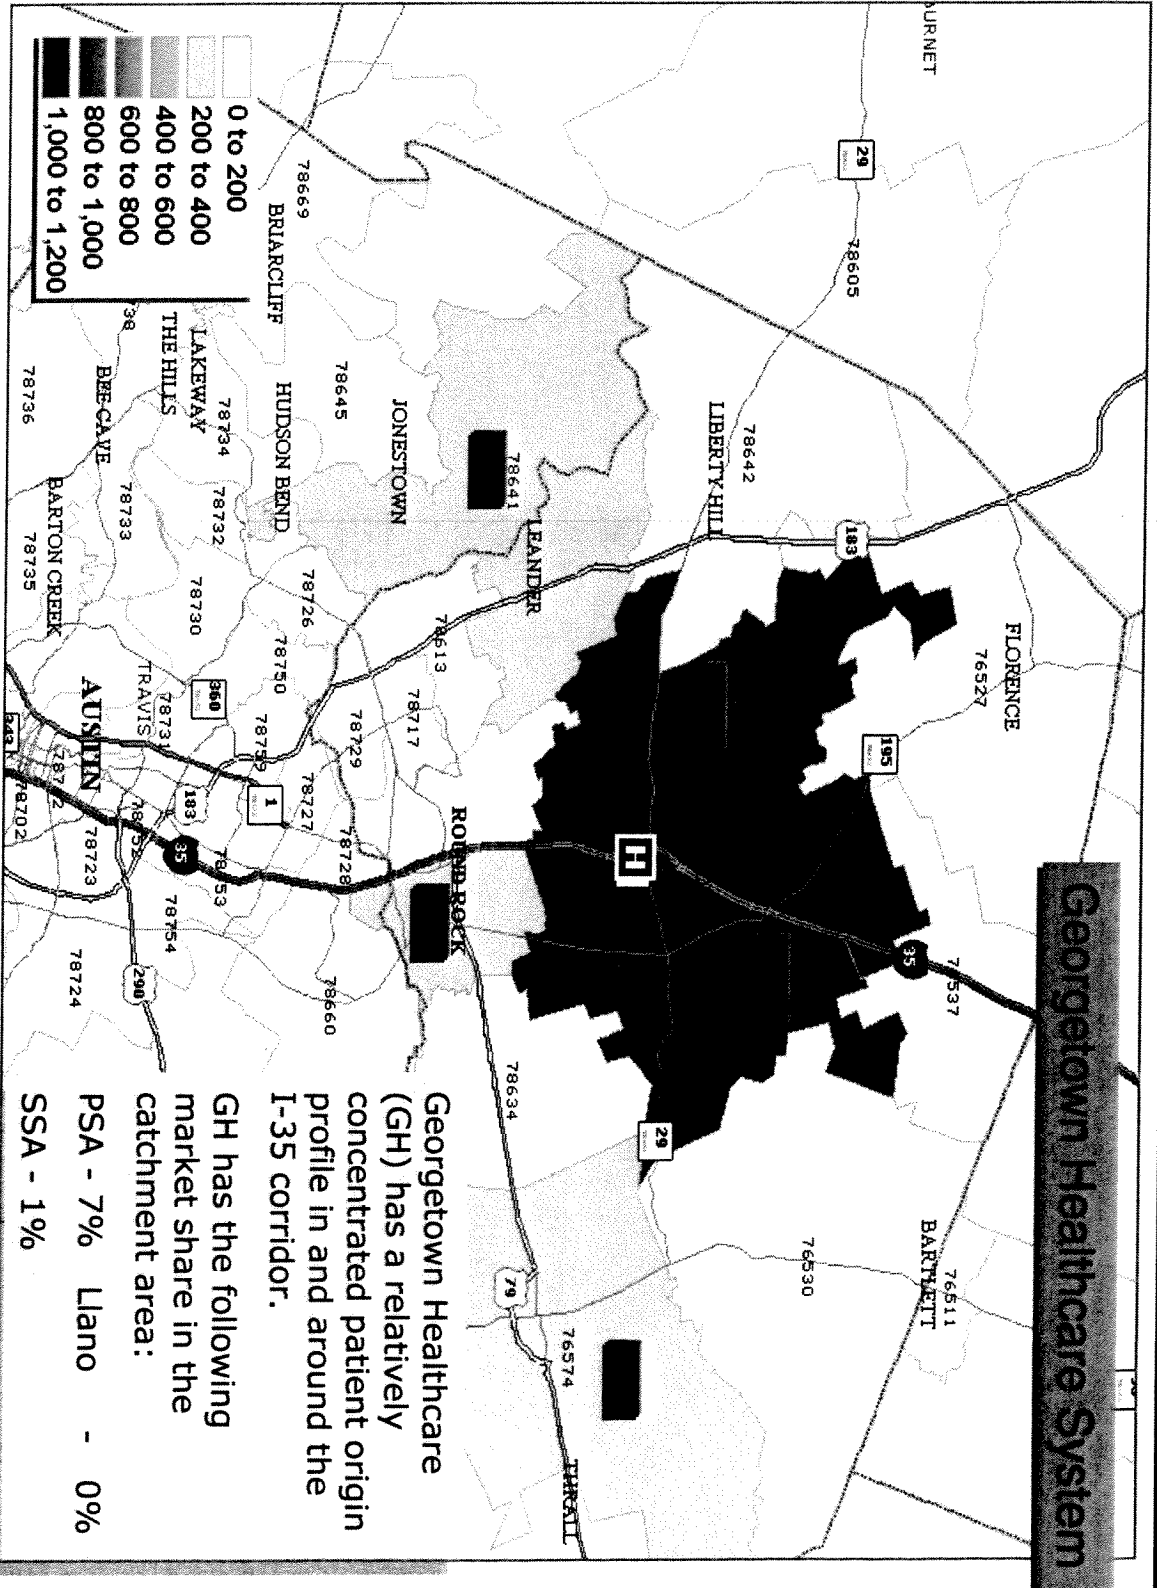 Georgetown Healthcare System
0 to 200
200 to 400
400 to 600
600 to 800
800 to 1,000
1,000 to 1,200
29
78605
183
78642
LIBERTY HILL
FLORENCE
76527
195
35
BARTLETT
76511
76530
H
29
78669
BRIARCLIFF
78645
JONESTOWN
78641
LEANDER
HUDSON BEND
LAKEWAY
THE HILLS
78734
78732
BEE CAVE
78733
78736
BARTON CREEK
78735
78726
78613
78750
78730
78717
78729
TRAVIS
360
78759
AUSTIN
183
1
78727
78728
ROUND ROCK
35
78723
78754
78724
290
78660
78702
78634
79
76574
THRALL
Georgetown Healthcare
(GH) has a relatively
concentrated patient origin
profile in and around the
I-35 corridor.
GH has the following
market share in the
catchment area:
PSA - 7% Llano - 0%
SSA - 1%